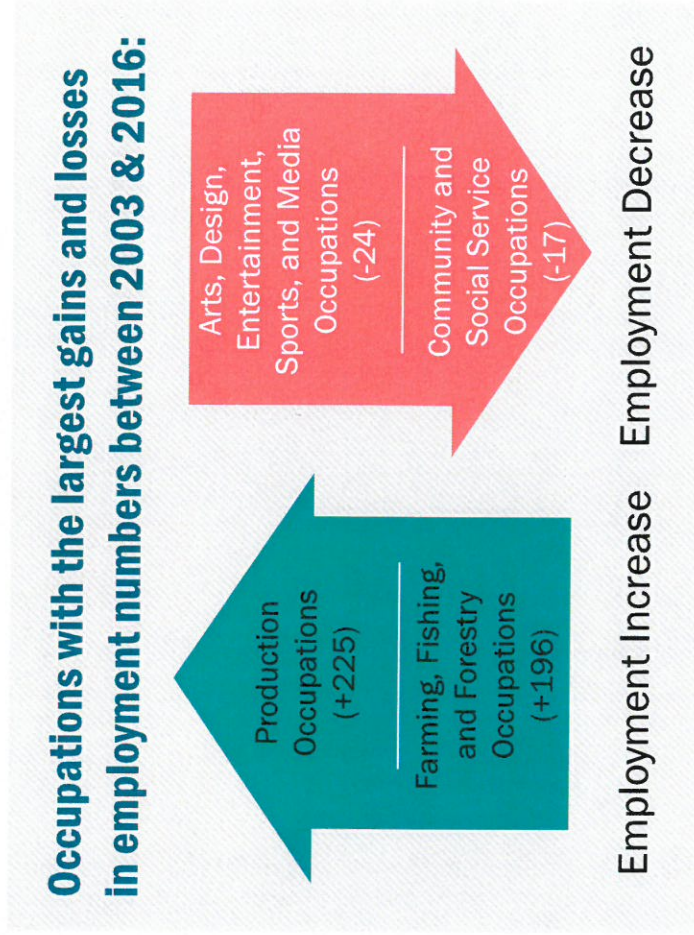 Occupations with the largest gains and losses
in employment numbers between 2003 & 2016:
Production
Occupations
(+225)
Farming, Fishing,
and Forestry
Occupations
(+196)
Employment Increase
Arts, Design,
Entertainment,
Sports, and Media
Occupations
(-24)
Community and
Social Service
Occupations
(-17)
Employment Decrease